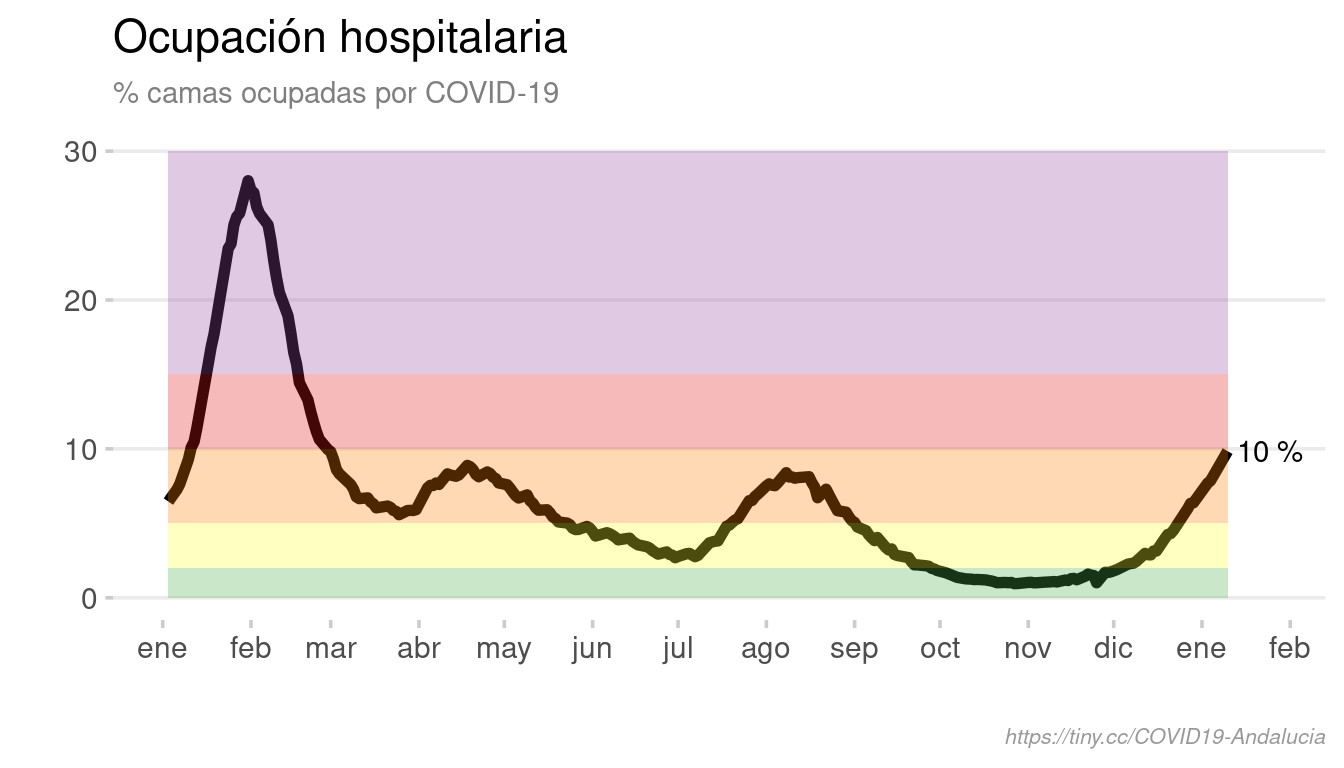 Ocupación hospitalaria
% camas ocupadas por COVID-19
30
20
10
0
10 %
ene feb mar abr may jun jul ago sep oct nov dic ene feb
https://tiny.cc/COVID19-Andalucia